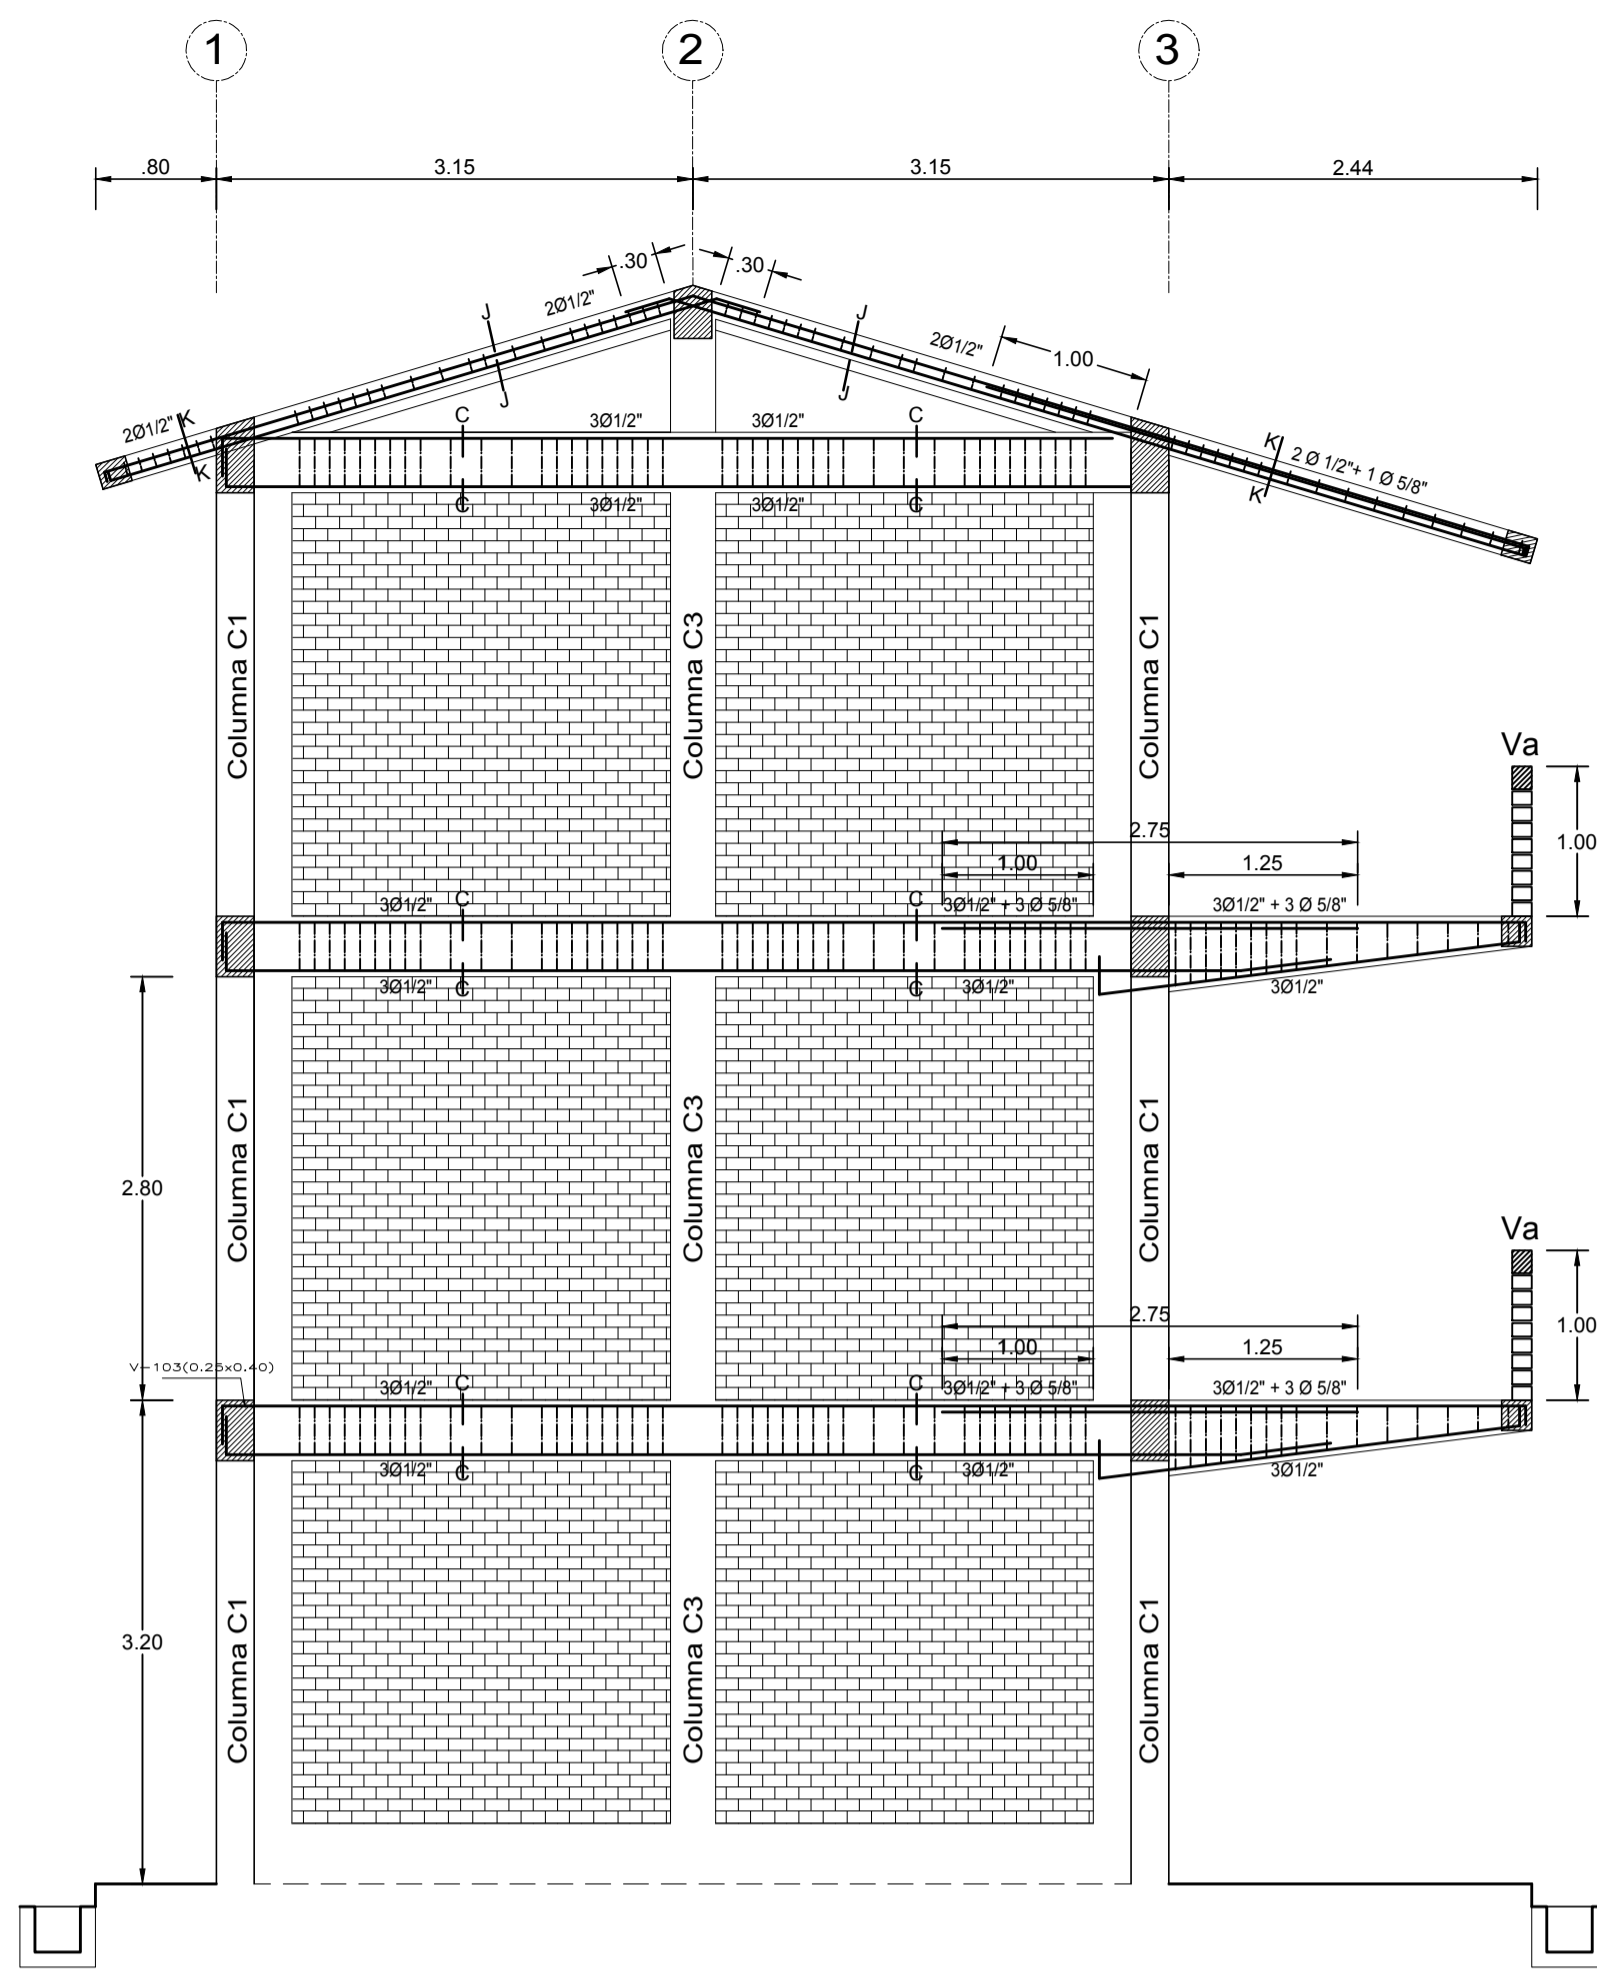 1 2 3
.80 3.15 3.15 2.44
.30 .30
2Ø1/2" J J 2Ø1/2" 1.00
J J
2Ø1/2" K K 2 Ø 1/2"+ 1 Ø 5/8"
K K
C 3Ø1/2" 3Ø1/2" C
C 3Ø1/2" 3Ø1/2" C
Columna C1 Columna C3 Columna C1
Va
1.00
2.75
1.00 1.25
3Ø1/2" C C 3Ø1/2" + 3 Ø 5/8" 3Ø1/2" + 3 Ø 5/8"
3Ø1/2" C C 3Ø1/2" 3Ø1/2"
Columna C1 Columna C3 Columna C1
2.80
Va
1.00
2.75
1.00 1.25
V-103(0.25x0.40)
3Ø1/2" C C 3Ø1/2" + 3 Ø 5/8" 3Ø1/2" + 3 Ø 5/8"
3Ø1/2" C C 3Ø1/2" 3Ø1/2"
3.20
Columna C1 Columna C3 Columna C1